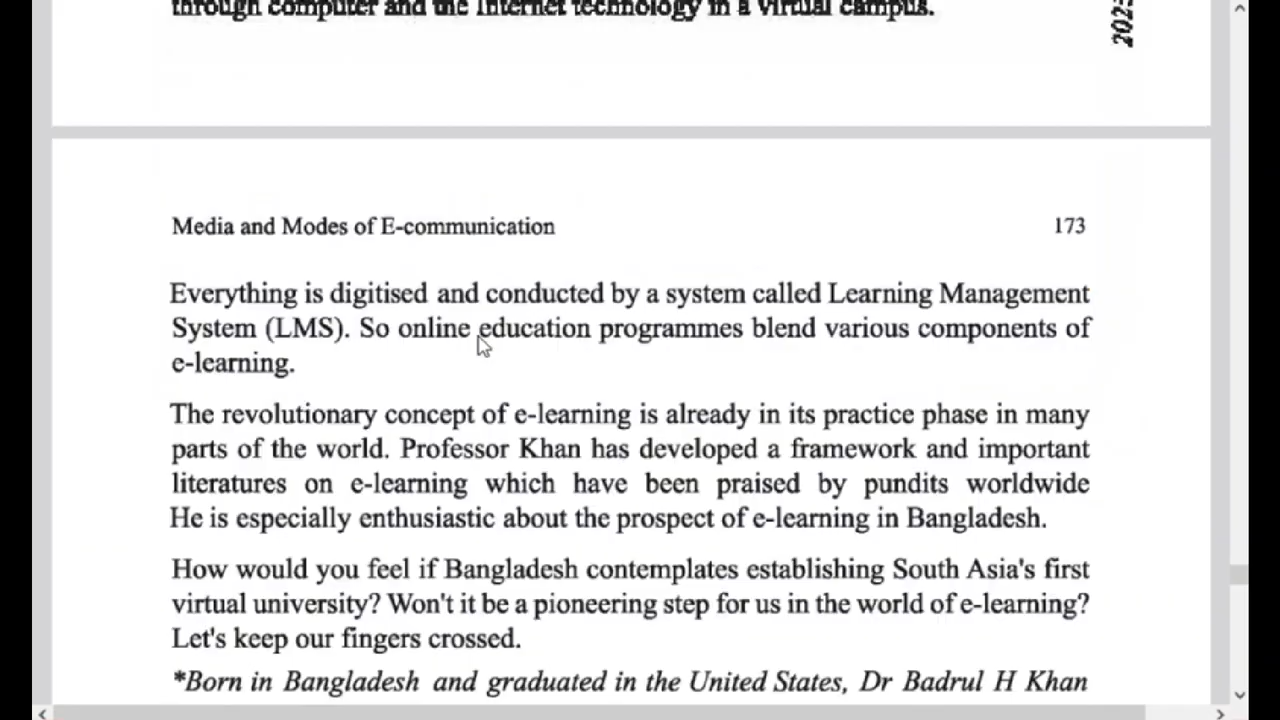 through computer and the Internet technology in a virtual campus.
2025
Media and Modes of E-communication 173
Everything is digitised and conducted by a system called Learning Management
System (LMS). So online education programmes blend various components of
e-learning.
The revolutionary concept of e-learning is already in its practice phase in many
parts of the world. Professor Khan has developed a framework and important
literatures on e-learning which have been praised by pundits worldwide
He is especially enthusiastic about the prospect of e-learning in Bangladesh.
How would you feel if Bangladesh contemplates establishing South Asia's first
virtual university? Won't it be a pioneering step for us in the world of e-learning?
Let's keep our fingers crossed.
*Born in Bangladesh and graduated in the United States, Dr Badrul H Khan